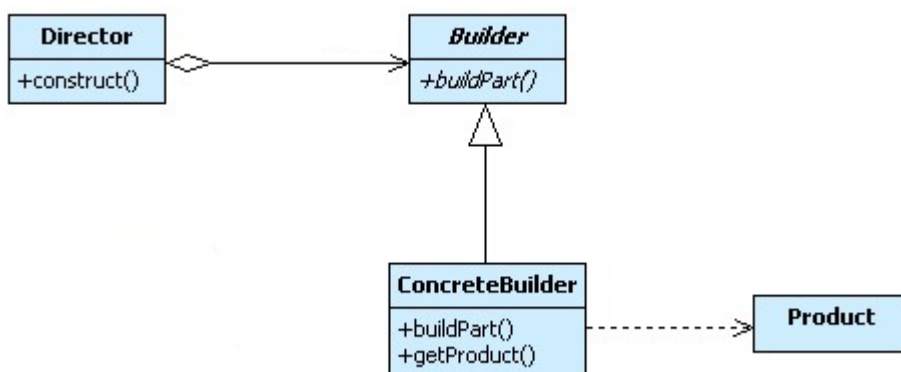 Director
+construct()
Builder
+buildPart()
ConcreteBuilder
+buildPart()
+getProduct()
Product